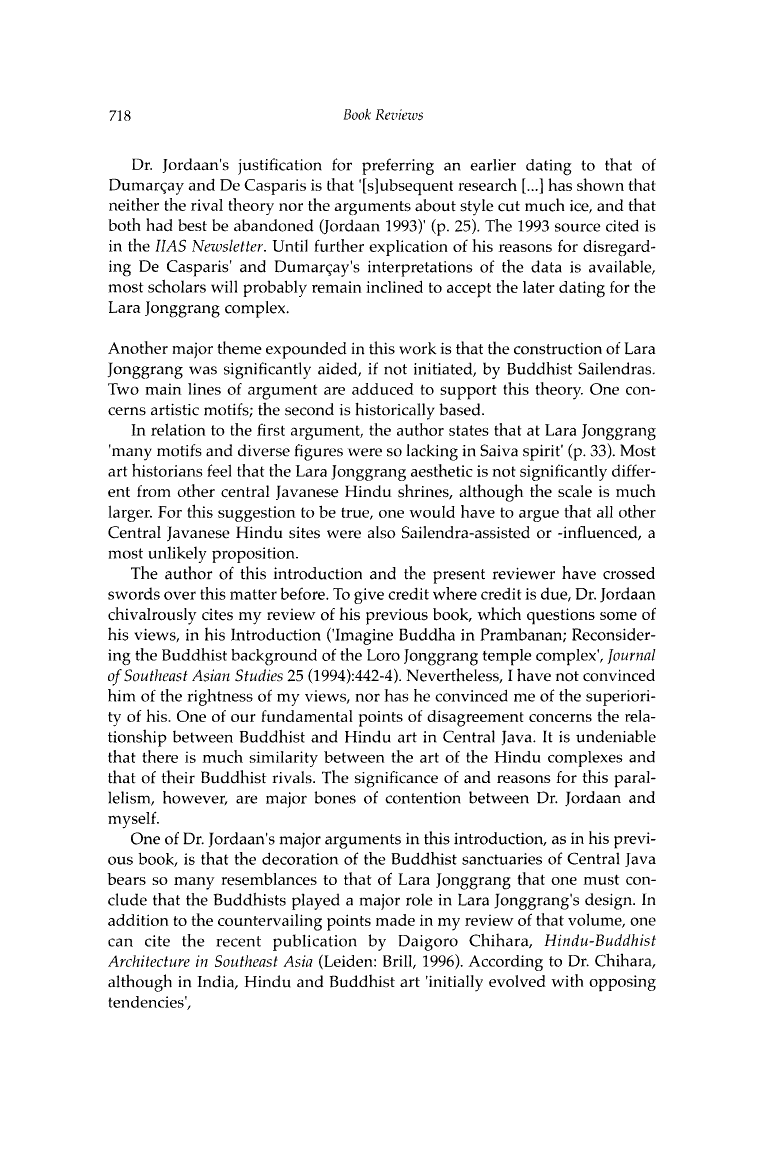 718 Book Reviews
Dr. Jordaan's justification for preferring an earlier dating to that of
Dumarçay and De Casparis is that '[s]ubsequent research [...] has shown that
neither the rival theory nor the arguments about style cut much ice, and that
both had best be abandoned (Jordaan 1993)' (p. 25). The 1993 source cited is
in the IIAS Newsletter. Until further explication of his reasons for disregard-
ing De Casparis' and Dumarçay's interpretations of the data is available,
most scholars will probably remain inclined to accept the later dating for the
Lara Jonggrang complex.
Another major theme expounded in this work is that the construction of Lara
Jonggrang was significantly aided, if not initiated, by Buddhist Sailendras.
Two main lines of argument are adduced to support this theory. One con-
cerns artistic motifs; the second is historically based.
In relation to the first argument, the author states that at Lara Jonggrang
'many motifs and diverse figures were so lacking in Saiva spirit' (p. 33). Most
art historians feel that the Lara Jonggrang aesthetic is not significantly differ-
ent from other central Javanese Hindu shrines, although the scale is much
larger. For this suggestion to be true, one would have to argue that all other
Central Javanese Hindu sites were also Sailendra-assisted or -influenced, a
most unlikely proposition.
The author of this introduction and the present reviewer have crossed
swords over this matter before. To give credit where credit is due, Dr. Jordaan
chivalrously cites my review of his previous book, which questions some of
his views, in his Introduction ('Imagine Buddha in Prambanan; Reconsider-
ing the Buddhist background of the Loro Jonggrang temple complex', Journal
of Southeast Asian Studies 25 (1994):442-4). Nevertheless, I have not convinced
him of the rightness of my views, nor has he convinced me of the superiori-
ty of his. One of our fundamental points of disagreement concerns the rela-
tionship between Buddhist and Hindu art in Central Java. It is undeniable
that there is much similarity between the art of the Hindu complexes and
that of their Buddhist rivals. The significance of and reasons for this paral-
lelism, however, are major bones of contention between Dr. Jordaan and
myself.
One of Dr. Jordaan's major arguments in this introduction, as in his previ-
ous book, is that the decoration of the Buddhist sanctuaries of Central Java
bears so many resemblances to that of Lara Jonggrang that one must con-
clude that the Buddhists played a major role in Lara Jonggrang's design. In
addition to the countervailing points made in my review of that volume, one
can cite the recent publication by Daigoro Chihara, Hindu-Buddhist
Architecture in Southeast Asia (Leiden: Brill, 1996). According to Dr. Chihara,
although in India, Hindu and Buddhist art 'initially evolved with opposing
tendencies',